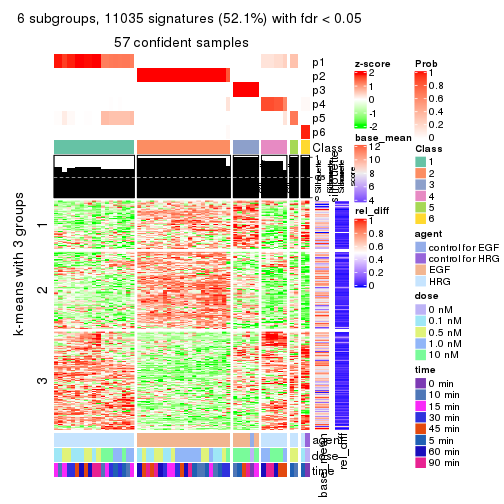 6 subgroups, 11035 signatures (52.1%) with fdr < 0.05
57 confident samples
p1
p2
p3
p4
p5
p6
Class
k-means with 3 groups
1
2
3
agent
dose
time
base_mean
rel_diff
Silhouette
score
z-score
2
1
0
-1
-2
base_mean
12
10
8
6
4
rel_diff
1
0.8
0.6
0.4
0.2
0
Prob
1
0.8
0.6
0.4
0.2
0
Class
1
2
3
4
5
6
agent
control for EGF
control for HRG
EGF
HRG
dose
0 nM
0.1 nM
0.5 nM
1.0 nM
10 nM
time
0 min
10 min
15 min
30 min
45 min
5 min
60 min
90 min